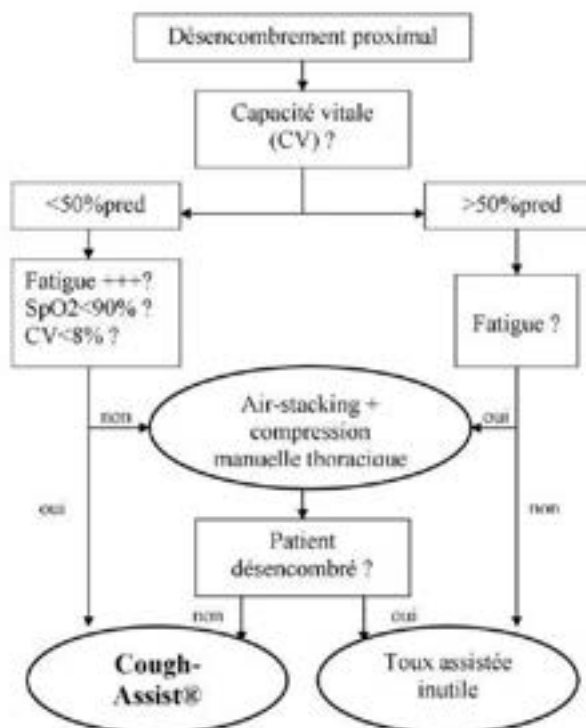 Désencombrement proximal
Capacité vitale
(CV) ?
<50%pred
>50%pred
Fatigue +++?
SpO2<90% ?
CV<8% ?
Fatigue ?
non
Air-stacking +
compression
manuelle thoracique
oui
oui
Patient
désencombré ?
non
non
oui
Cough-
Assist®
Toux assistée
inutile